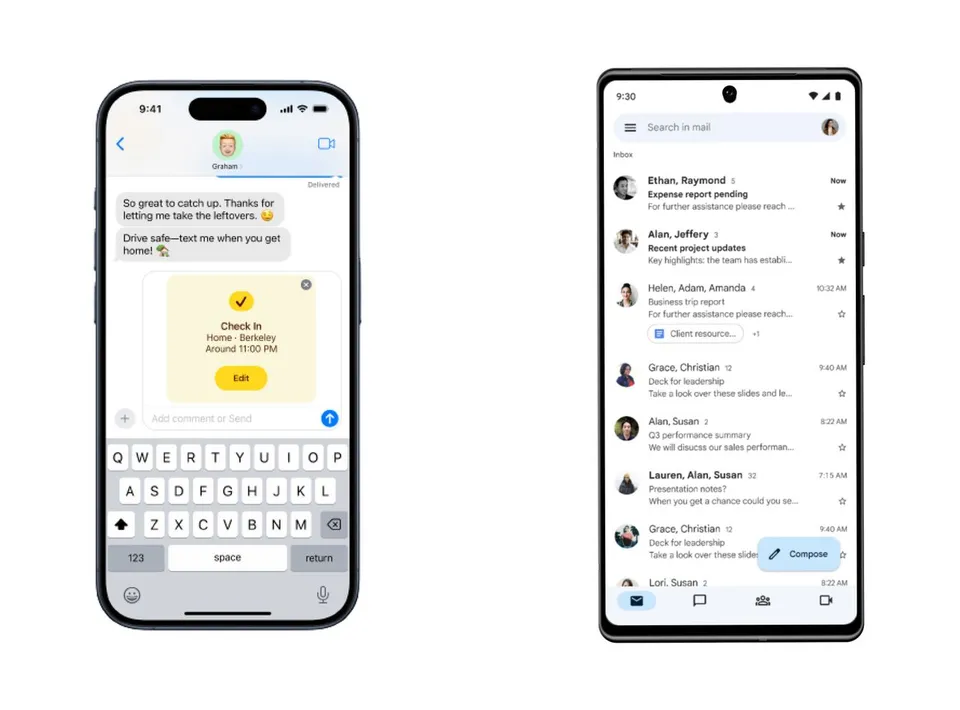 9:41
Graham
Delivered
So great to catch up. Thanks for
letting me take the leftovers.
Drive safe—text me when you get
home!
Check In
Home · Berkeley
Around 11:00 PM
Edit
Add comment or Send
Q W E R T Y U I O P
A S D F G H J K L
Z X C V B N M
123 space return
9:30
Search in mail
Inbox
Ethan, Raymond 5 Now
Expense report pending
For further assistance please reach ...
Alan, Jeffery 3 Now
Recent project updates
Key highlights: the team has establi...
Helen, Adam, Amanda 4 10:32 AM
Business trip report
For further assistance please reach...
Client resource... +1
Grace, Christian 12 9:40 AM
Deck for leadership
Take a look over these slides and le...
Alan, Susan 2 8:22 AM
Q3 performance summary
We will disucss our sales performan...
Lauren, Alan, Susan 32 7:15 AM
Presentation notes?
When you get a chance could you se...
Grace, Christian 12 9:40 AM
Deck for leadership
Take a look over these slides
Compose
Lori, Susan 2 8:22 AM